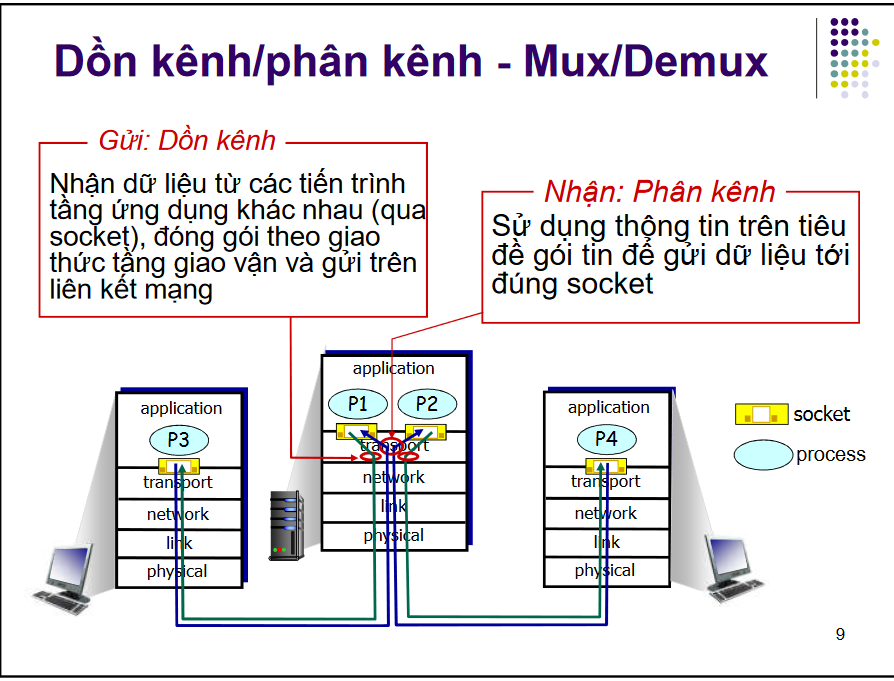 Dồn kênh/phân kênh - Mux/Demux
Gửi: Dồn kênh
Nhận dữ liệu từ các tiến trình
tầng ứng dụng khác nhau (qua
socket), đóng gói theo giao
thức tầng giao vận và gửi trên
liên kết mạng
Nhận: Phân kênh
Sử dụng thông tin trên tiêu
đề gói tin để gửi dữ liệu tới
đúng socket
application
P3
transport
network
link
physical
application
P1
P2
transport
network
link
physical
application
P4
transport
network
link
physical
socket
process
9